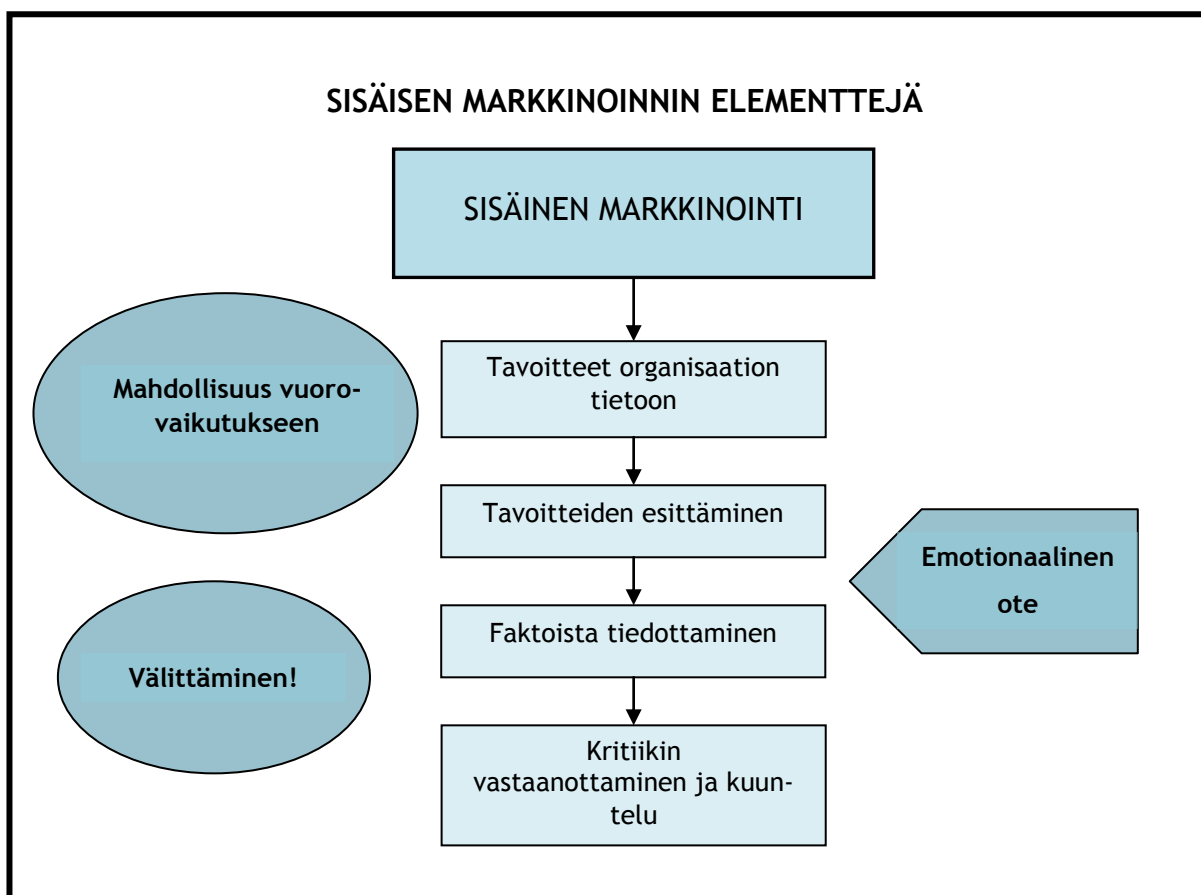 SISÄISEN MARKKINOINNIN ELEMENTTEJÄ
SISÄINEN MARKKINOINTI
Mahdollisuus vuoro-
vaikutukseen
Tavoitteet organisaation
tietoon
Tavoitteiden esittäminen
Emotionaalinen
ote
Faktoista tiedottaminen
Välittäminen!
Kritiikin
vastaanottaminen ja kuun-
telu